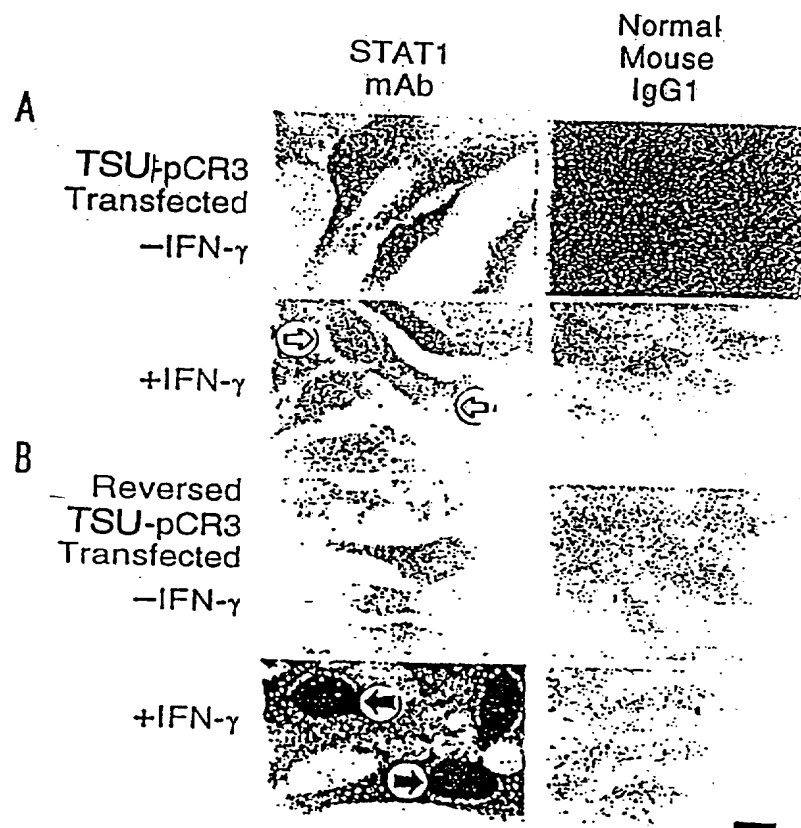 STAT1
mAb
Normal
Mouse
IgG1
A
TSU-pCR3
Transfected
−IFN-γ
+IFN-γ
B
Reversed
TSU-pCR3
Transfected
−IFN-γ
+IFN-γ